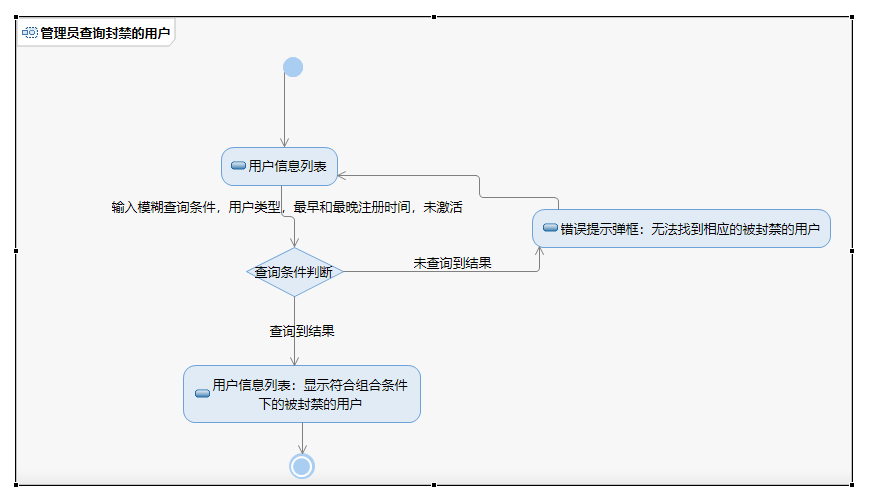 管理员查询封禁的用户
用户信息列表
输入模糊查询条件，用户类型，最早和最晚注册时间，未激活
错误提示弹框：无法找到相应的被封禁的用户
查询条件判断
未查询到结果
查询到结果
用户信息列表：显示符合组合条件
下的被封禁的用户